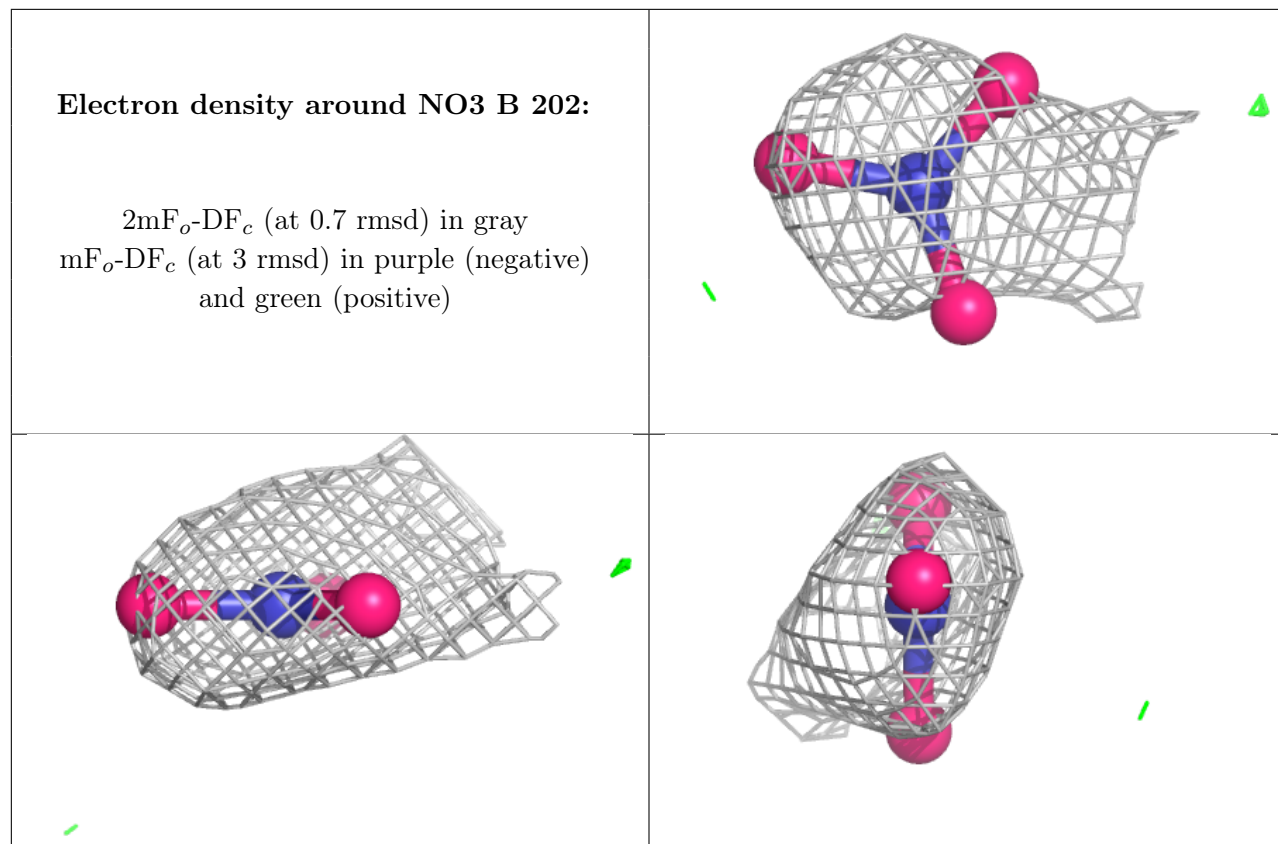 Electron density around NO3 B 202:
2mFo-DFc (at 0.7 rmsd) in gray
mFo-DFc (at 3 rmsd) in purple (negative)
and green (positive)